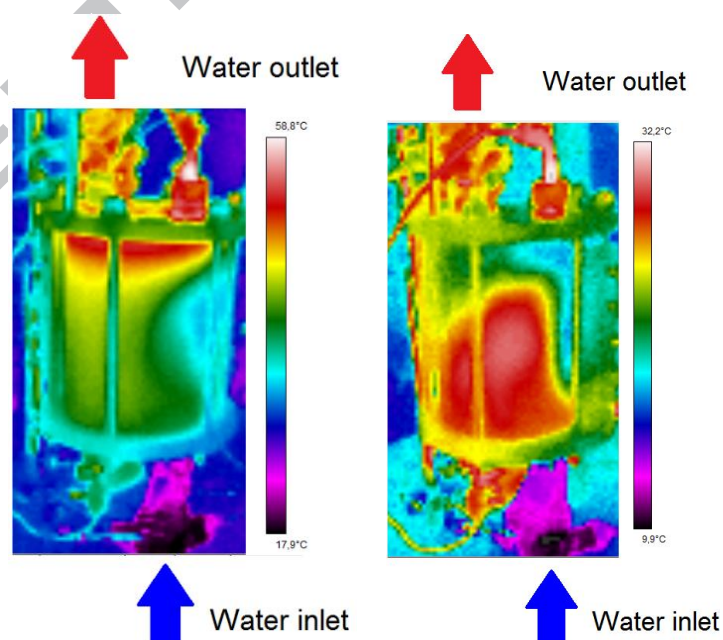 Water outlet
Water outlet
58,8°C
32,2°C
17,9°C
9,9°C
Water inlet
Water inlet